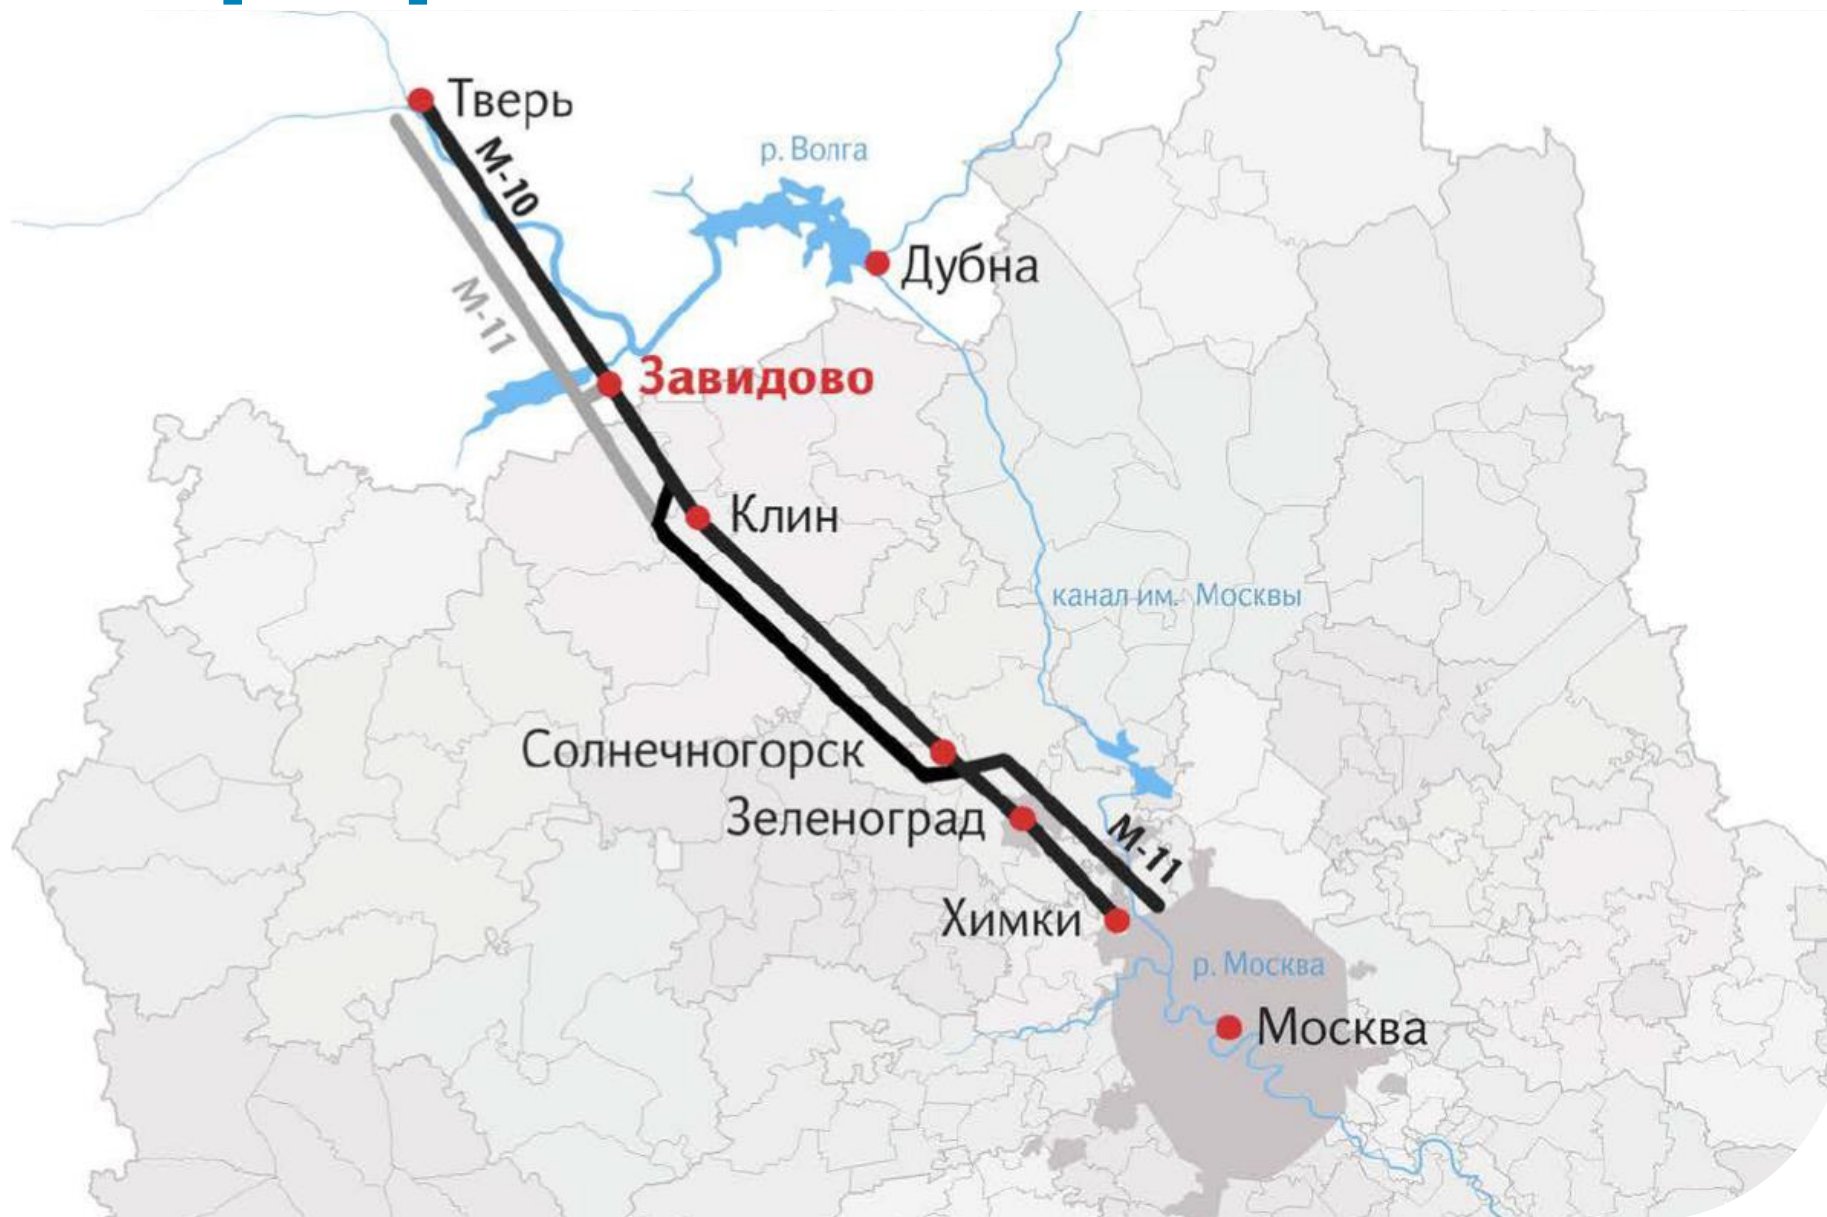 Тверь
М-10
р. Волга
Дубна
М-11
Завидово
Клин
канал им. Москвы
Солнечногорск
Зеленоград
М-11
Химки
р. Москва
Москва